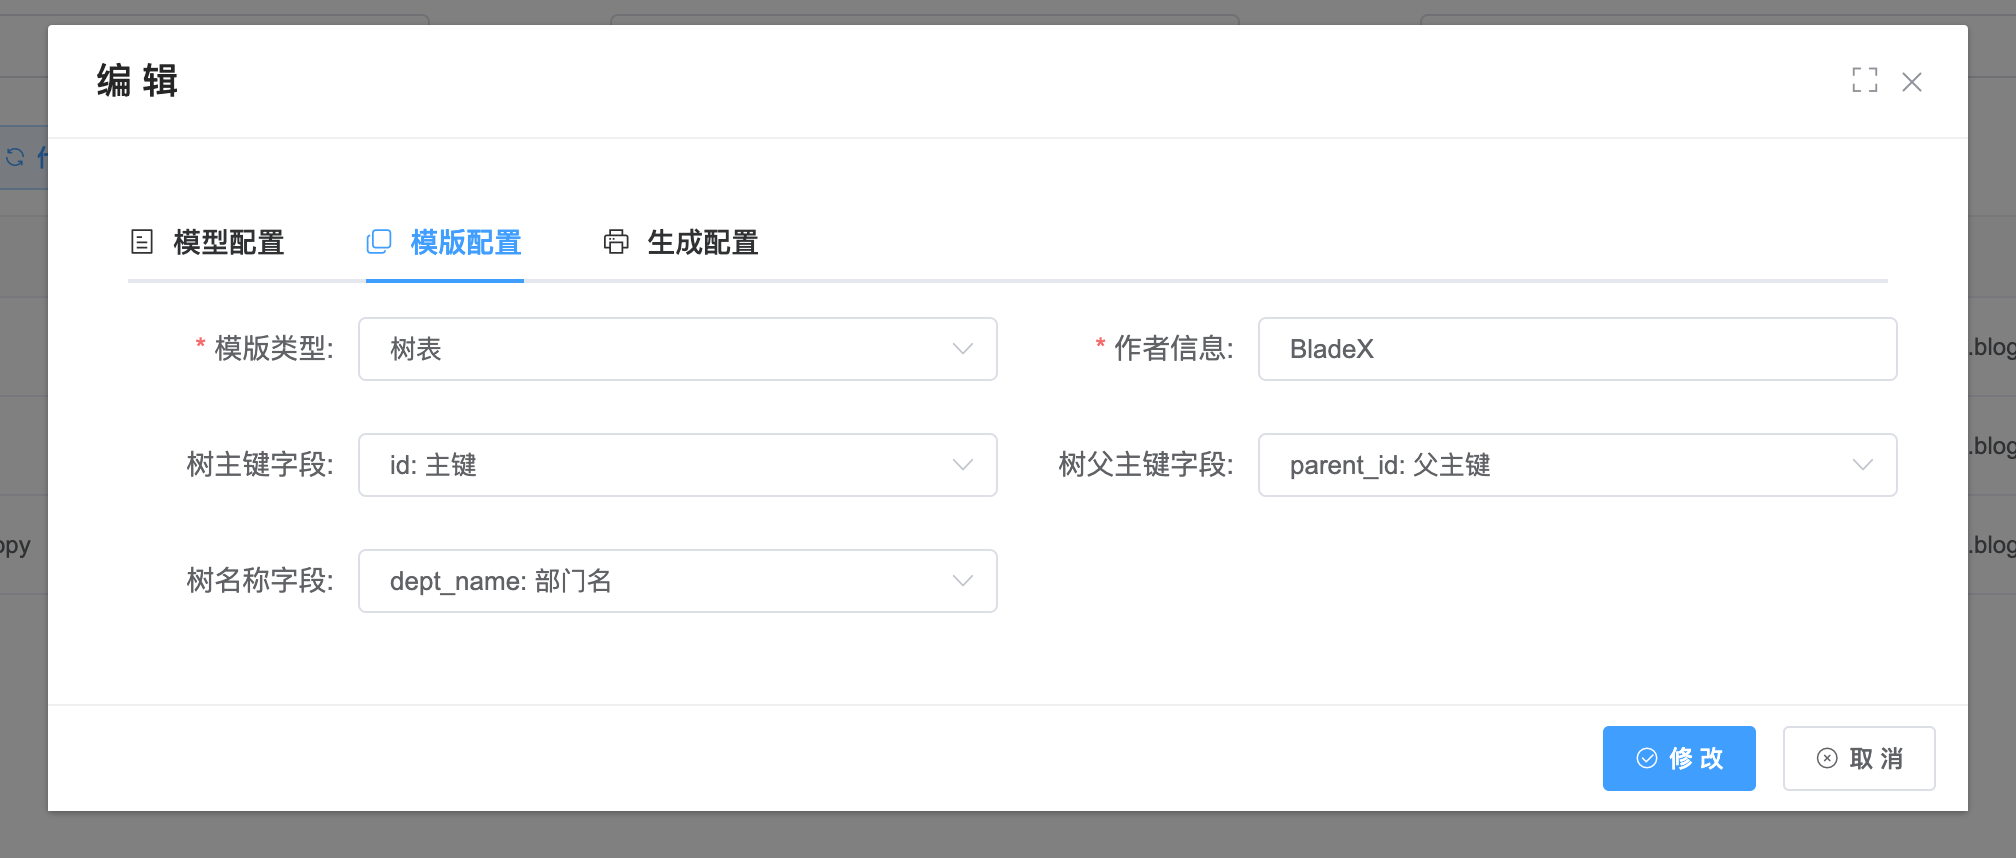 编 辑
模型配置 模版配置 生成配置
* 模版类型: 树表 * 作者信息: BladeX
.blog
树主键字段: id: 主键 树父主键字段: parent_id: 父主键
.blog
opy
.blog
树名称字段: dept_name: 部门名
修 改 取 消